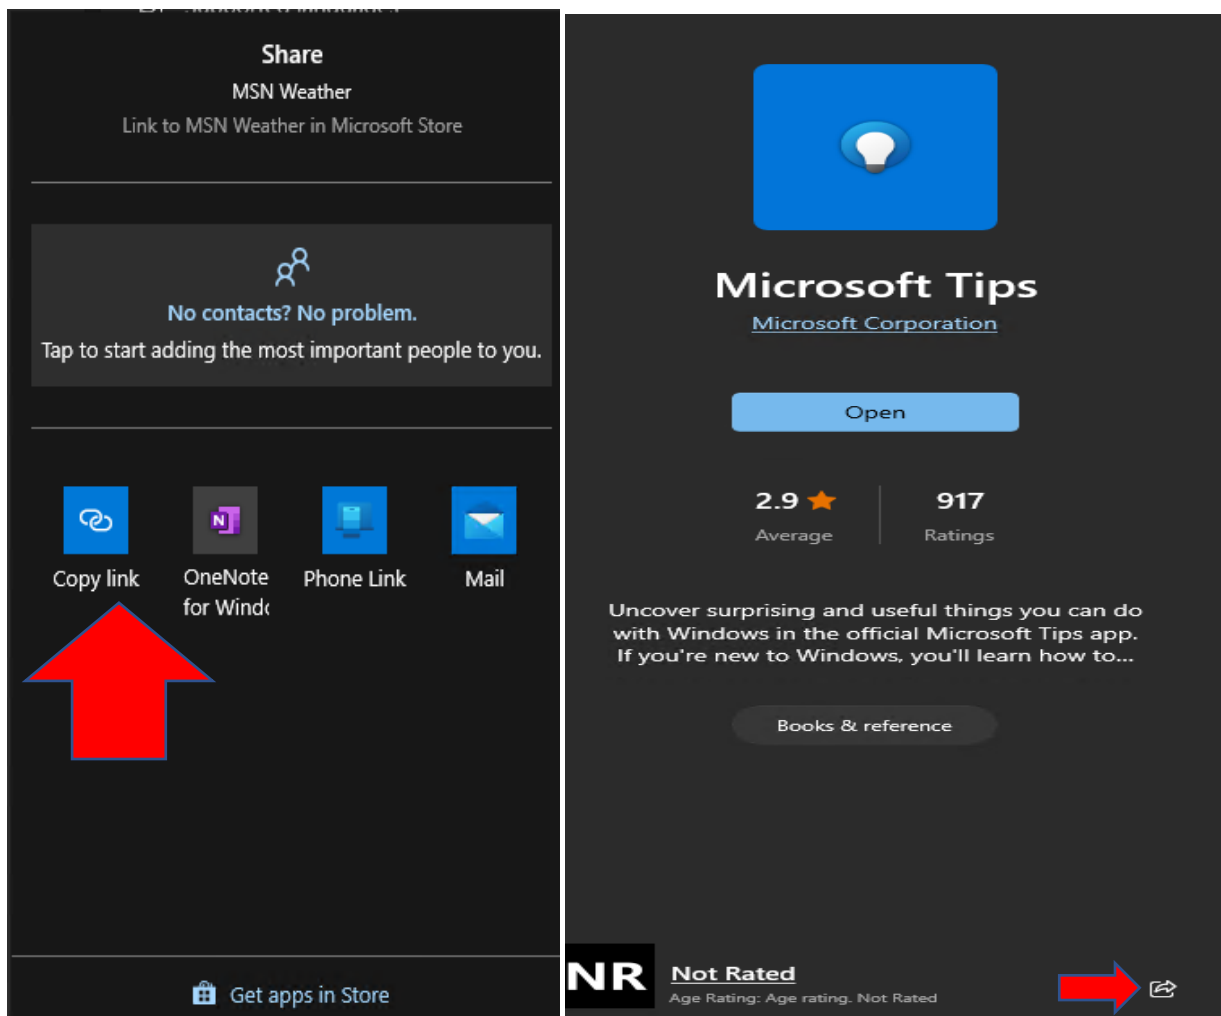 Share
MSN Weather
Link to MSN Weather in Microsoft Store
No contacts? No problem.
Tap to start adding the most important people to you.
Copy link
OneNote
for Windo
Phone Link
Mail
Get apps in Store
Microsoft Tips
Microsoft Corporation
Open
2.9
Average
917
Ratings
Uncover surprising and useful things you can do
with Windows in the official Microsoft Tips app.
If you're new to Windows, you'll learn how to...
Books & reference
NR
Not Rated
Age Rating: Age rating. Not Rated